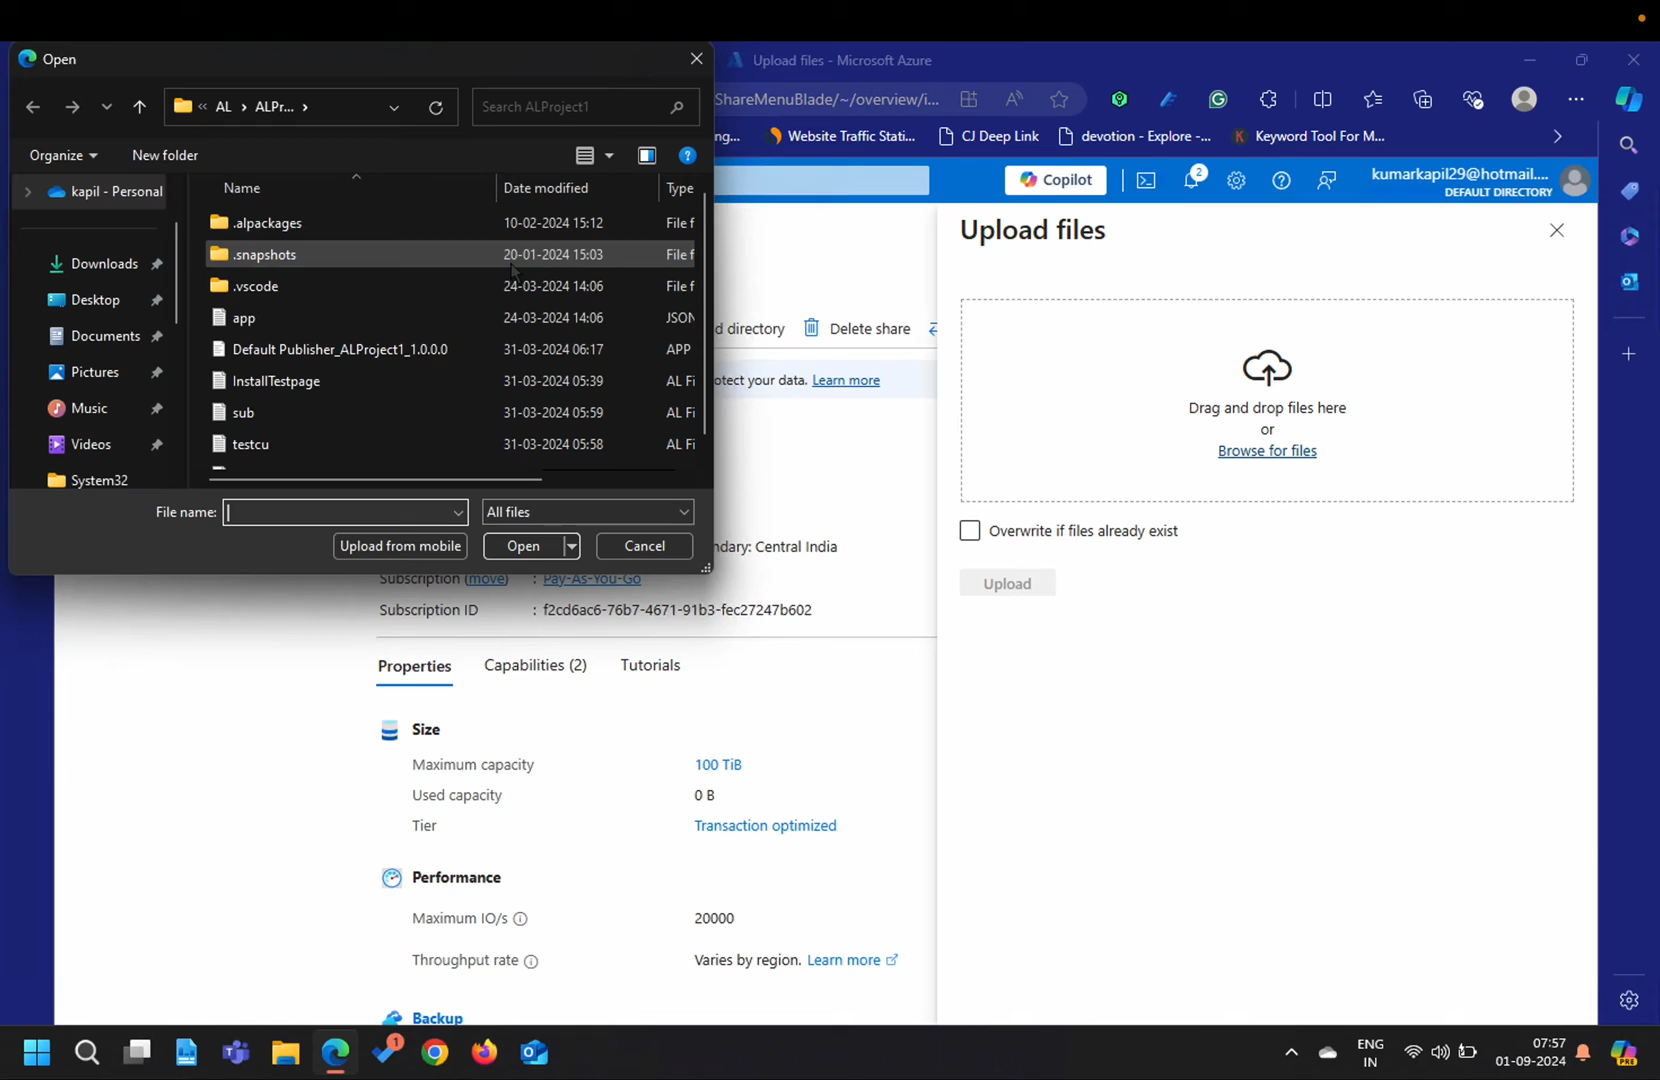 Open
Upload files - Microsoft Azure
AL > ALPr... >
Search ALProject1
ShareMenuBlade/~/overview/i...
ng...
Website Traffic Stati...
CJ Deep Link
devotion - Explore -...
Keyword Tool For M...
Organize
New folder
Copilot
2
kumarkapil29@hotmail....
DEFAULT DIRECTORY
kapil - Personal
Downloads
Desktop
Documents
Pictures
Music
Videos
System32
Name Date modified Type
.alpackages 10-02-2024 15:12 File f
.snapshots 20-01-2024 15:03 File f
.vscode 24-03-2024 14:06 File f
app 24-03-2024 14:06 JSON
Default Publisher_ALProject1_1.0.0.0 31-03-2024 06:17 APP
InstallTestpage 31-03-2024 05:39 AL Fi
sub 31-03-2024 05:59 AL Fi
testcu 31-03-2024 05:58 AL Fi
File name:
All files
Upload from mobile
Open
Cancel
Upload files
d directory
Delete share
otect your data. Learn more
Drag and drop files here
or
Browse for files
Overwrite if files already exist
Upload
ndary: Central India
Subscription (move) : Pay-As-You-Go
Subscription ID : f2cd6ac6-76b7-4671-91b3-fec27247b602
Properties
Capabilities (2)
Tutorials
Size
Maximum capacity 100 TiB
Used capacity 0 B
Tier Transaction optimized
Performance
Maximum IO/s 20000
Throughput rate Varies by region. Learn more
Backup
1
ENG
IN
07:57
01-09-2024
PRE